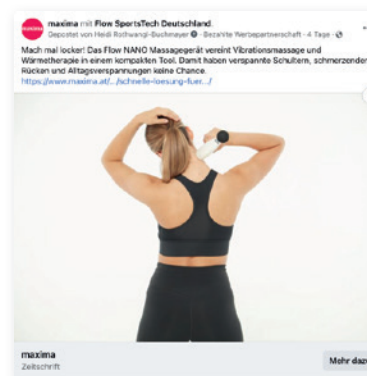 maxima mit Flow SportsTech Deutschland.
Gepostet von Heidi Rothwangl-Buchmayer · Bezahlte Werbepartnerschaft · 4 Tage ·
Mach mal locker! Das Flow NANO Massagegerät vereint Vibrationsmassage und
Wärmetherapie in einem kompakten Tool. Damit haben verspannte Schultern, schmerzender
Rücken und Alltagsverspannungen keine Chance.
https://www.maxima.at/.../schnelle-loesung-fuer.../
maxima
Zeitschrift
Mehr daz